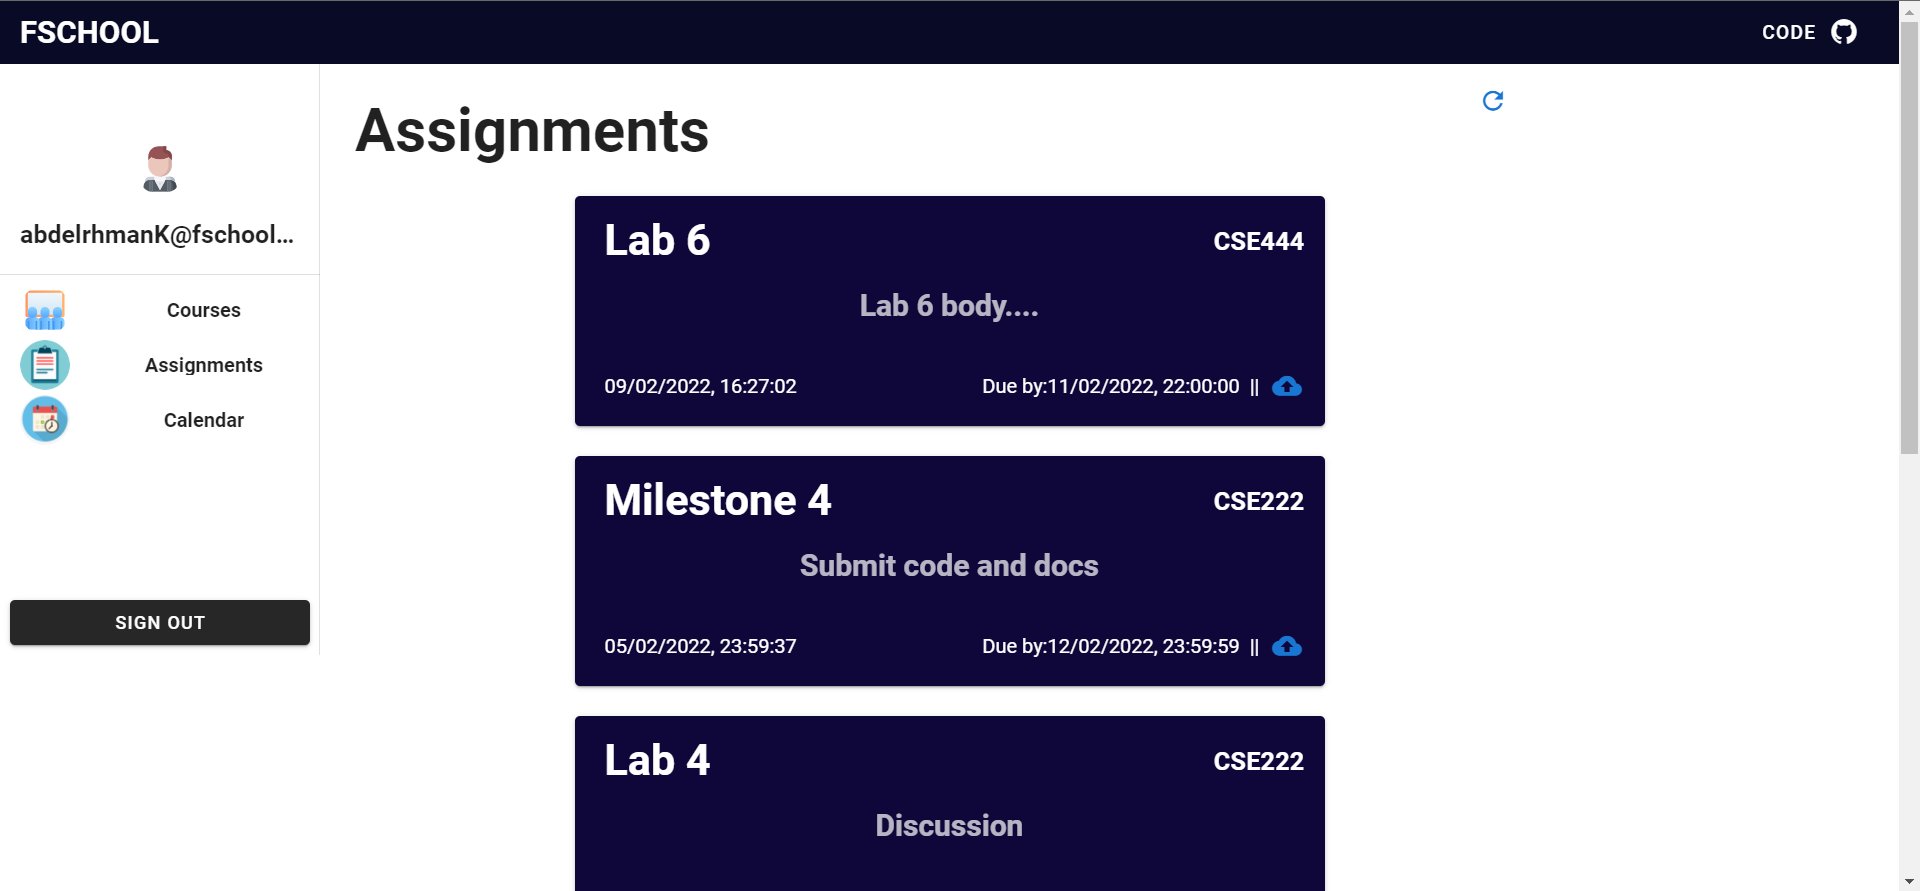 FSCHOOL
CODE
abdelrhmanK@fschool...
Courses
Assignments
Calendar
SIGN OUT
Assignments
Lab 6
CSE444
Lab 6 body....
09/02/2022, 16:27:02
Due by:11/02/2022, 22:00:00 ||
Milestone 4
CSE222
Submit code and docs
05/02/2022, 23:59:37
Due by:12/02/2022, 23:59:59 ||
Lab 4
CSE222
Discussion